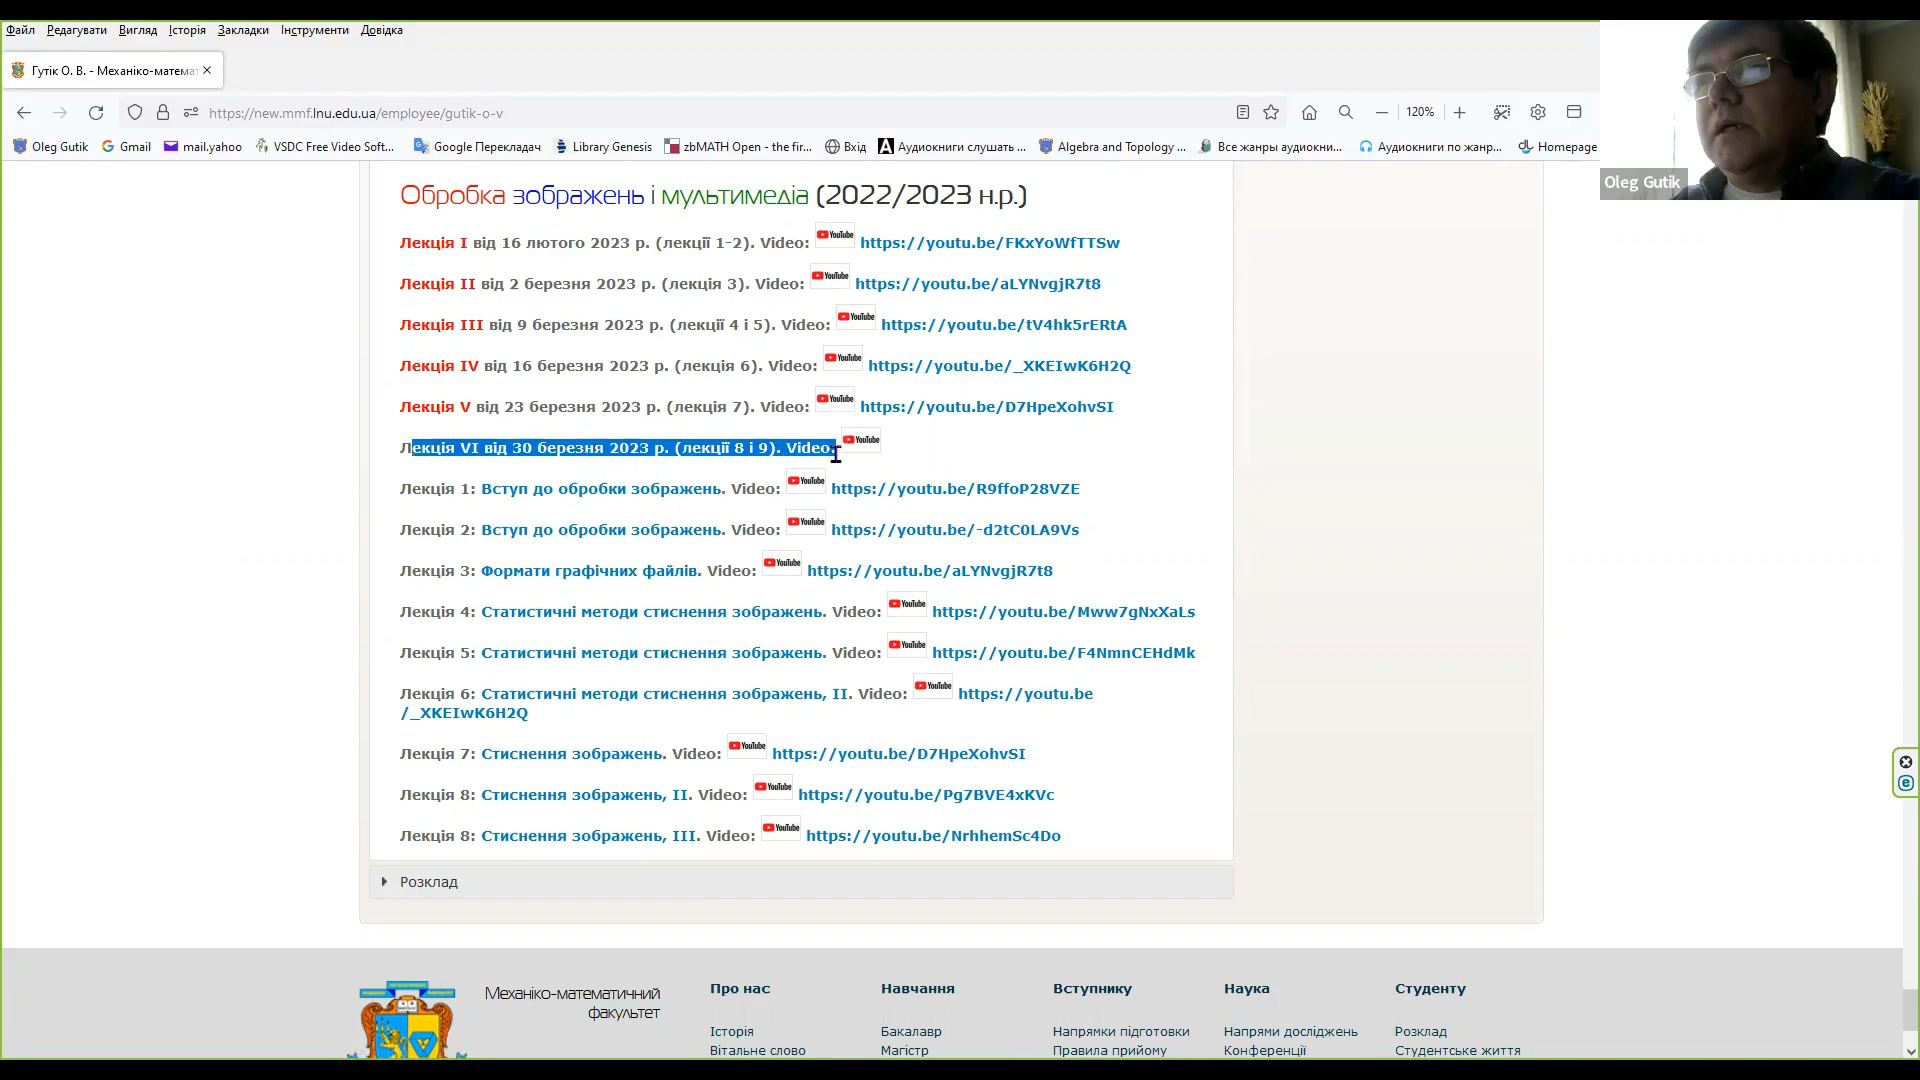 Файл Редагувати Вигляд Історія Закладки Інструменти Довідка
Гутік О. В. - Механіко-математ
https://new.mmf.lnu.edu.ua/employee/gutik-o-v
120%
Oleg Gutik Gmail mail.yahoo VSDC Free Video Soft... Google Перекладач Library Genesis zbMATH Open - the fir... Вхід Аудиокниги слушать ... Algebra and Topology ... Все жанры аудиокни... Аудиокниги по жанр... Homepage
Oleg Gutik
Обробка зображень і мультимедіа (2022/2023 н.р.)
Лекція I від 16 лютого 2023 р. (лекції 1-2). Video: YouTube https://youtu.be/FKxYoWfTTSw
Лекція II від 2 березня 2023 р. (лекція 3). Video: YouTube https://youtu.be/aLYNvgjR7t8
Лекція III від 9 березня 2023 р. (лекції 4 і 5). Video: YouTube https://youtu.be/tV4hk5rERtA
Лекція IV від 16 березня 2023 р. (лекція 6). Video: YouTube https://youtu.be/_XKEIwK6H2Q
Лекція V від 23 березня 2023 р. (лекція 7). Video: YouTube https://youtu.be/D7HpeXohvSI
Лекція VI від 30 березня 2023 р. (лекції 8 і 9). Video: YouTube
Лекція 1: Вступ до обробки зображень. Video: YouTube https://youtu.be/R9ffoP28VZE
Лекція 2: Вступ до обробки зображень. Video: YouTube https://youtu.be/-d2tC0LA9Vs
Лекція 3: Формати графічних файлів. Video: YouTube https://youtu.be/aLYNvgjR7t8
Лекція 4: Статистичні методи стиснення зображень. Video: YouTube https://youtu.be/Mww7gNxXaLs
Лекція 5: Статистичні методи стиснення зображень. Video: YouTube https://youtu.be/F4NmnCEHdMk
Лекція 6: Статистичні методи стиснення зображень, II. Video: YouTube https://youtu.be
/_XKEIwK6H2Q
Лекція 7: Стиснення зображень. Video: YouTube https://youtu.be/D7HpeXohvSI
Лекція 8: Стиснення зображень, II. Video: YouTube https://youtu.be/Pg7BVE4xKVc
Лекція 8: Стиснення зображень, III. Video: YouTube https://youtu.be/NrhhemSc4Do
Розклад
Механіко-математичний
факультет
Про нас Навчання Вступнику Наука Студенту
Історія Бакалавр Напрямки підготовки Напрями досліджень Розклад
Вітальне слово Магістр Правила прийому Конференції Студентське життя